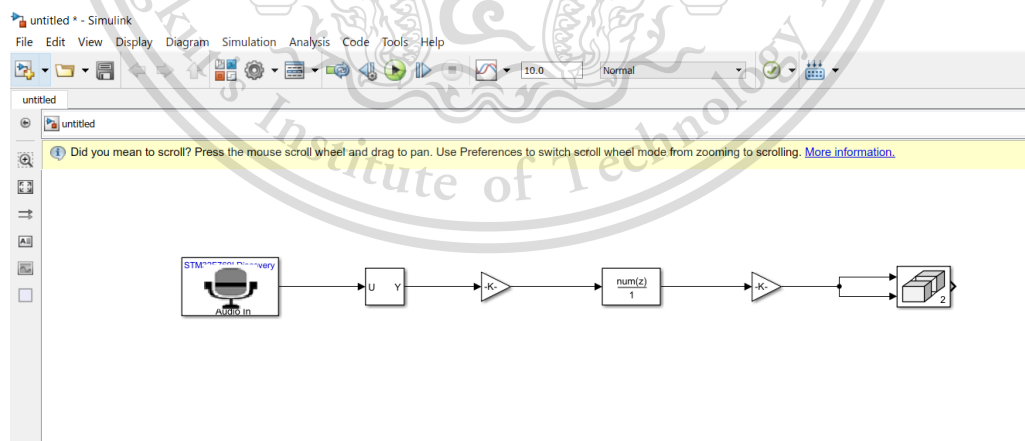 untitled * - Simulink
File Edit View Display Diagram Simulation Analysis Code Tools Help
10.0 Normal
untitled
untitled
Did you mean to scroll? Press the mouse scroll wheel and drag to pan. Use Preferences to switch scroll wheel mode from zooming to scrolling. More information.
Institute of Technology
Discovery
Audio In
U Y
-K-
num(z)
1
-K-
2